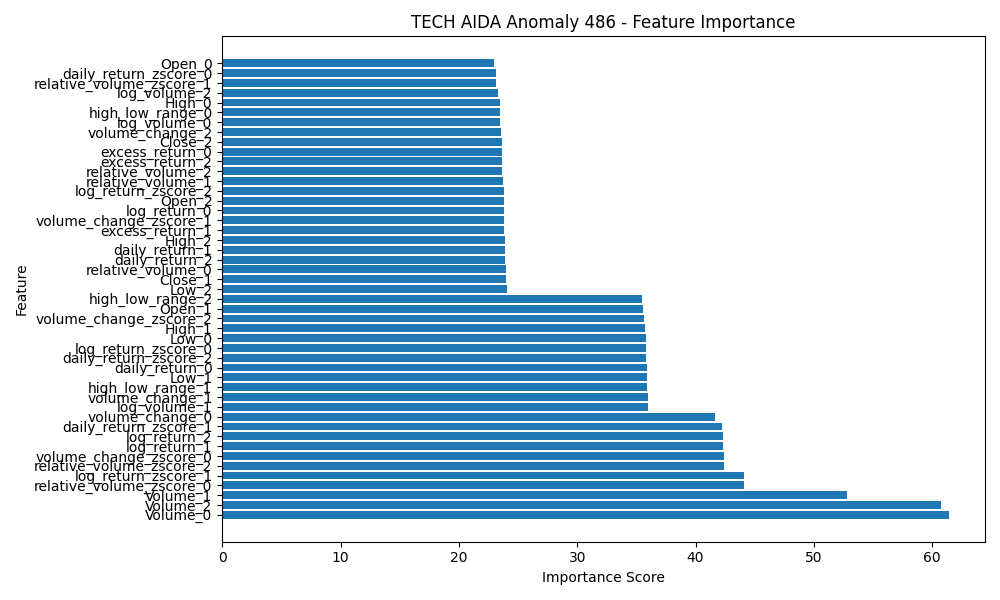 TECH AIDA Anomaly 486 - Feature Importance
Open_0
daily_return_zscore_0
relative_volume_zscore_1
log_volume_2
High_0
high_low_range_0
log_volume_0
volume_change_2
Close_2
excess_return_0
excess_return_2
relative_volume_2
relative_volume_1
log_return_zscore_2
Open_2
log_return_0
volume_change_zscore_1
excess_return_1
High_2
daily_return_1
daily_return_2
relative_volume_0
Close_1
Low_2
high_low_range_2
Open_1
volume_change_zscore_2
High_1
Low_0
log_return_zscore_0
daily_return_zscore_2
daily_return_0
Low_1
high_low_range_1
volume_change_1
log_volume_1
volume_change_0
daily_return_zscore_1
log_return_2
log_return_1
volume_change_zscore_0
relative_volume_zscore_2
log_return_zscore_1
relative_volume_zscore_0
Volume_1
Volume_2
Volume_0
Feature
0 10 20 30 40 50 60
Importance Score